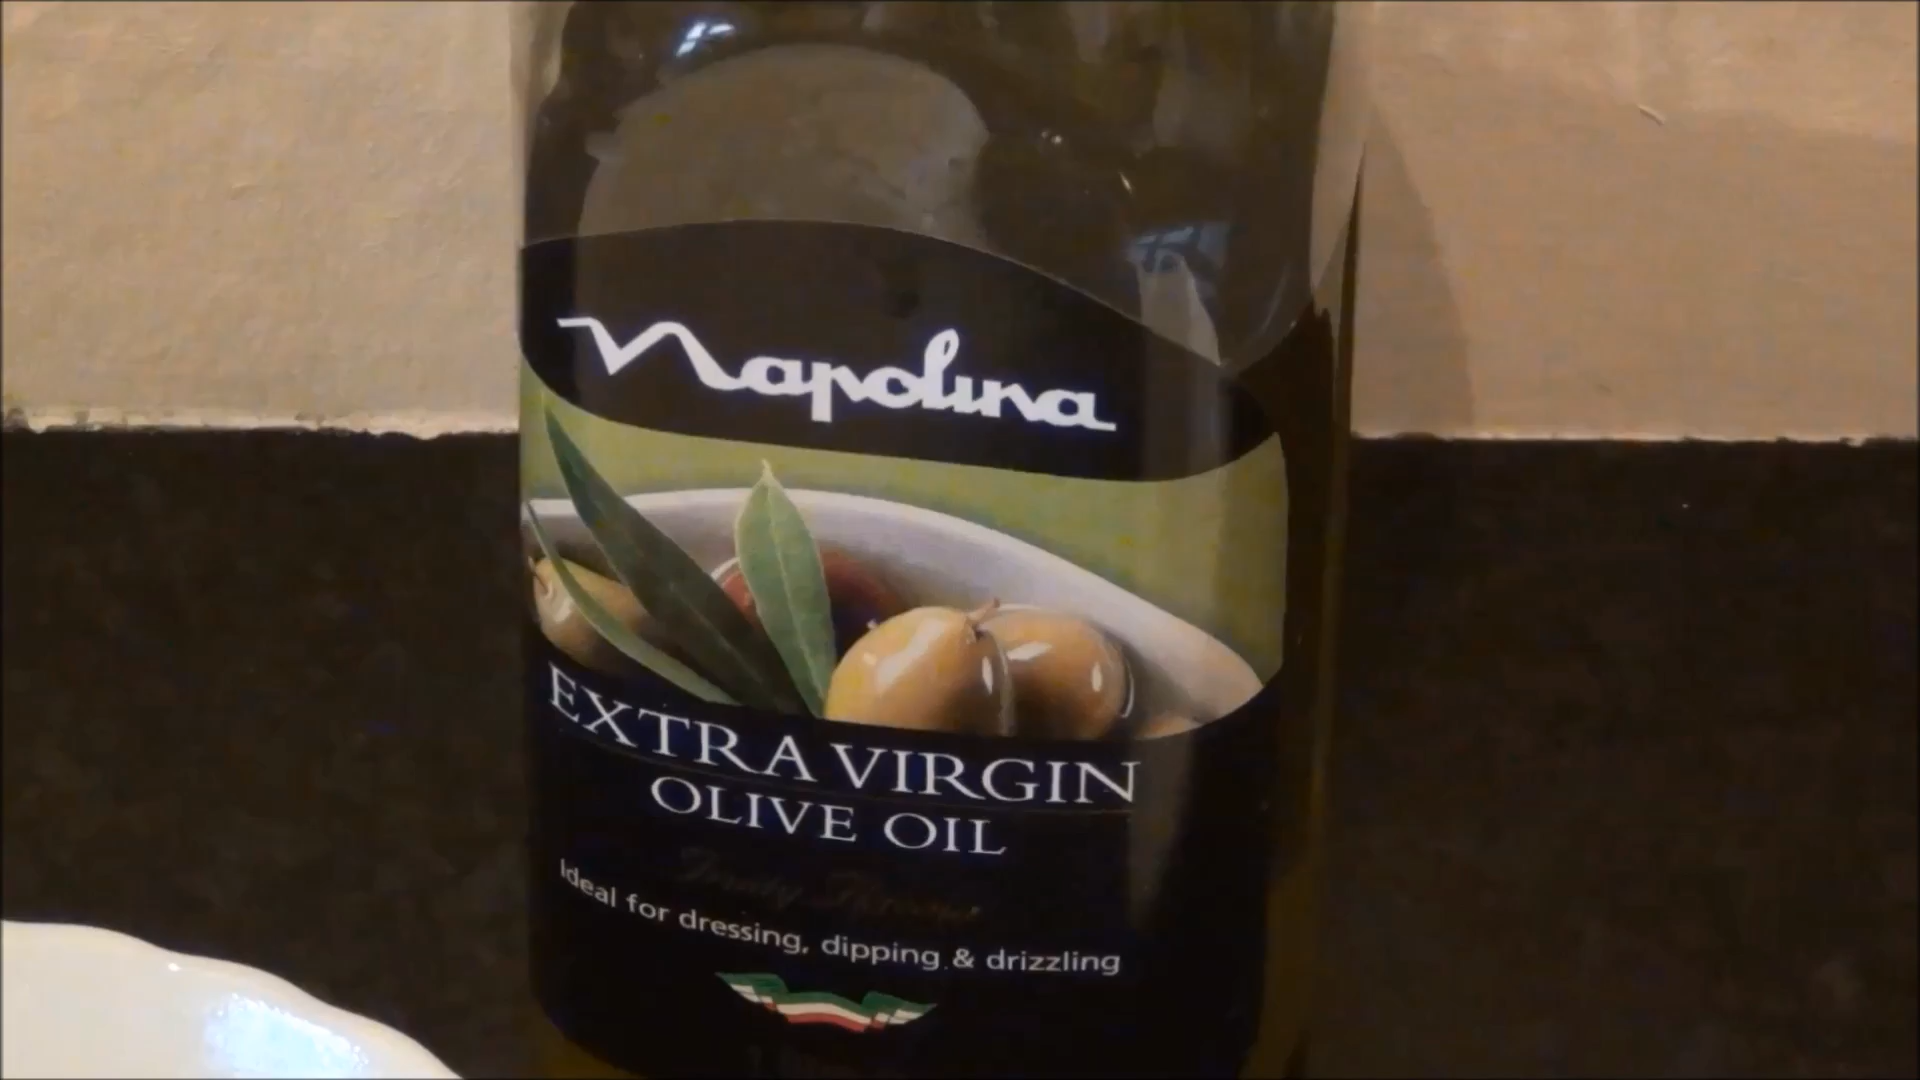 Napolina
EXTRA VIRGIN
OLIVE OIL
Ideal for dressing, dipping & drizzling